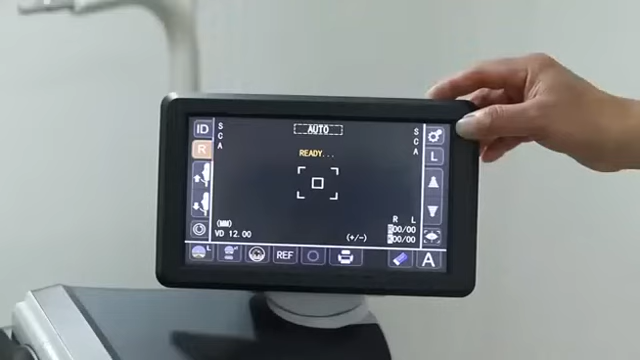 ID
S
C
A
AUTO
S
C
A
R
READY...
L
R L
(MM)
00/00
VD 12.00
(+/-)
00/00
REF
A